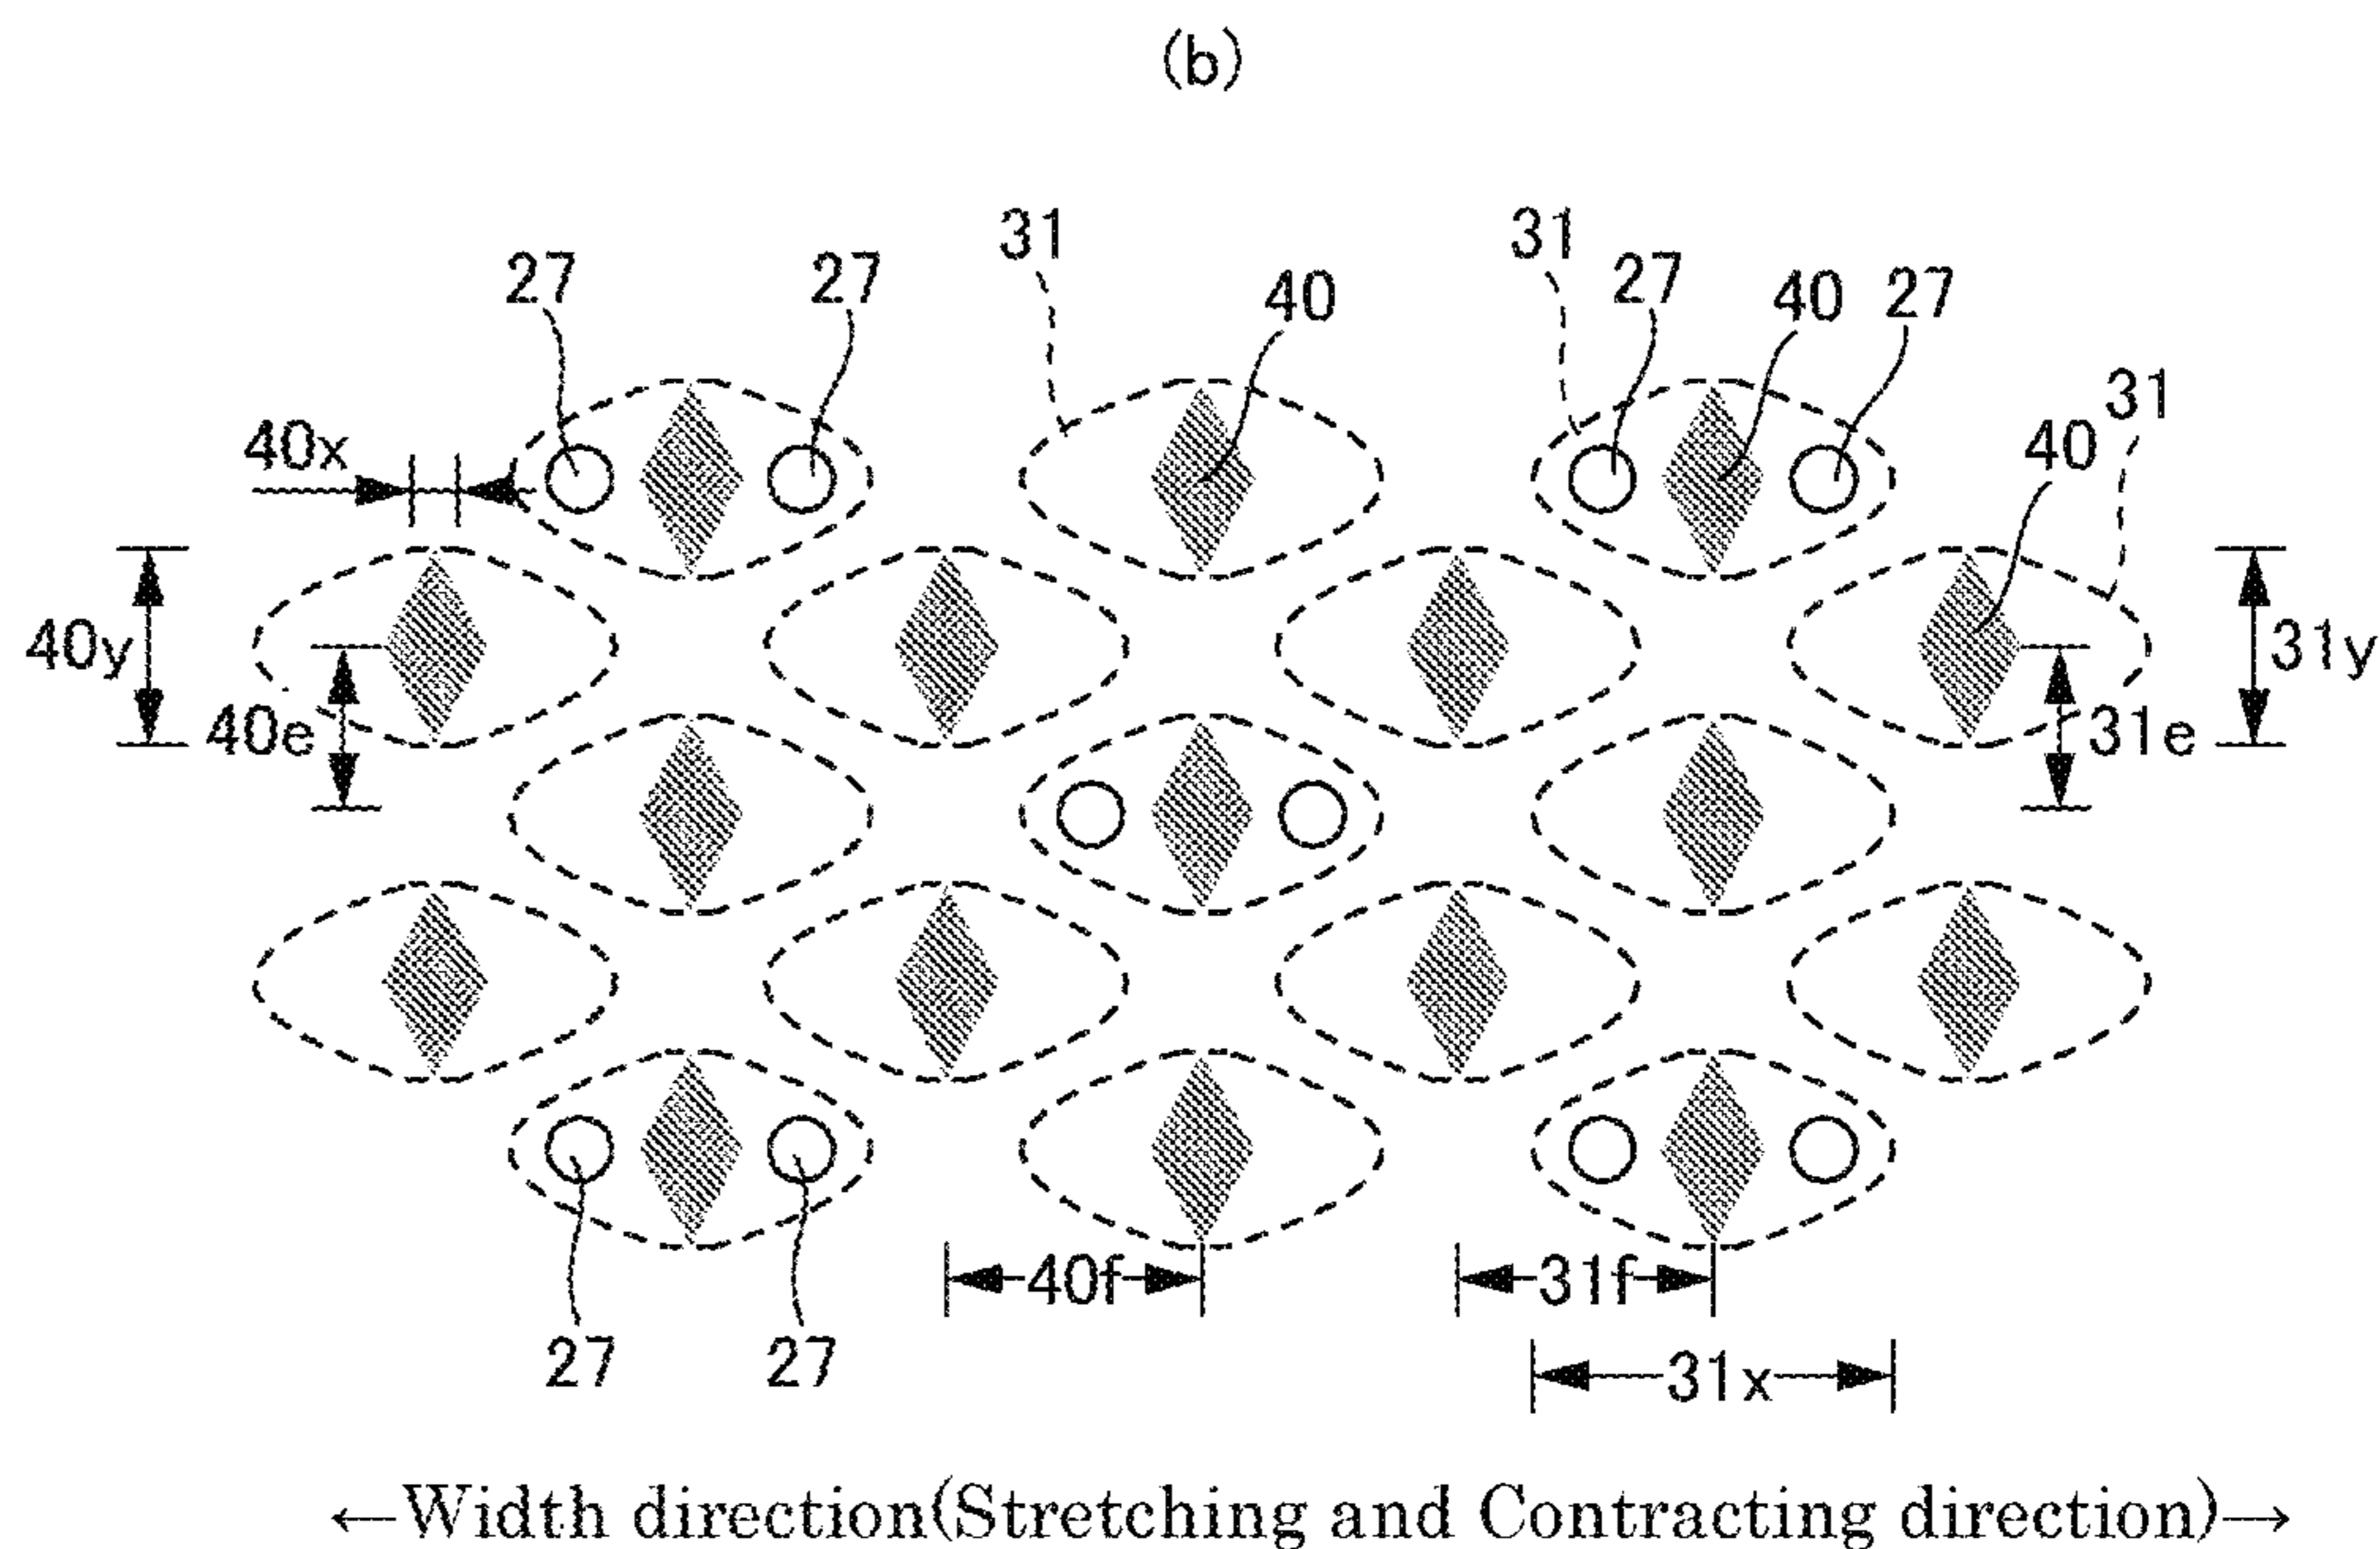 (b)
31 31
27 27 40 27 40 27
40x 40 31
40y 40e 31e 31y
40f 31f
27 27 31x
←Width direction(Stretching and Contracting direction)→